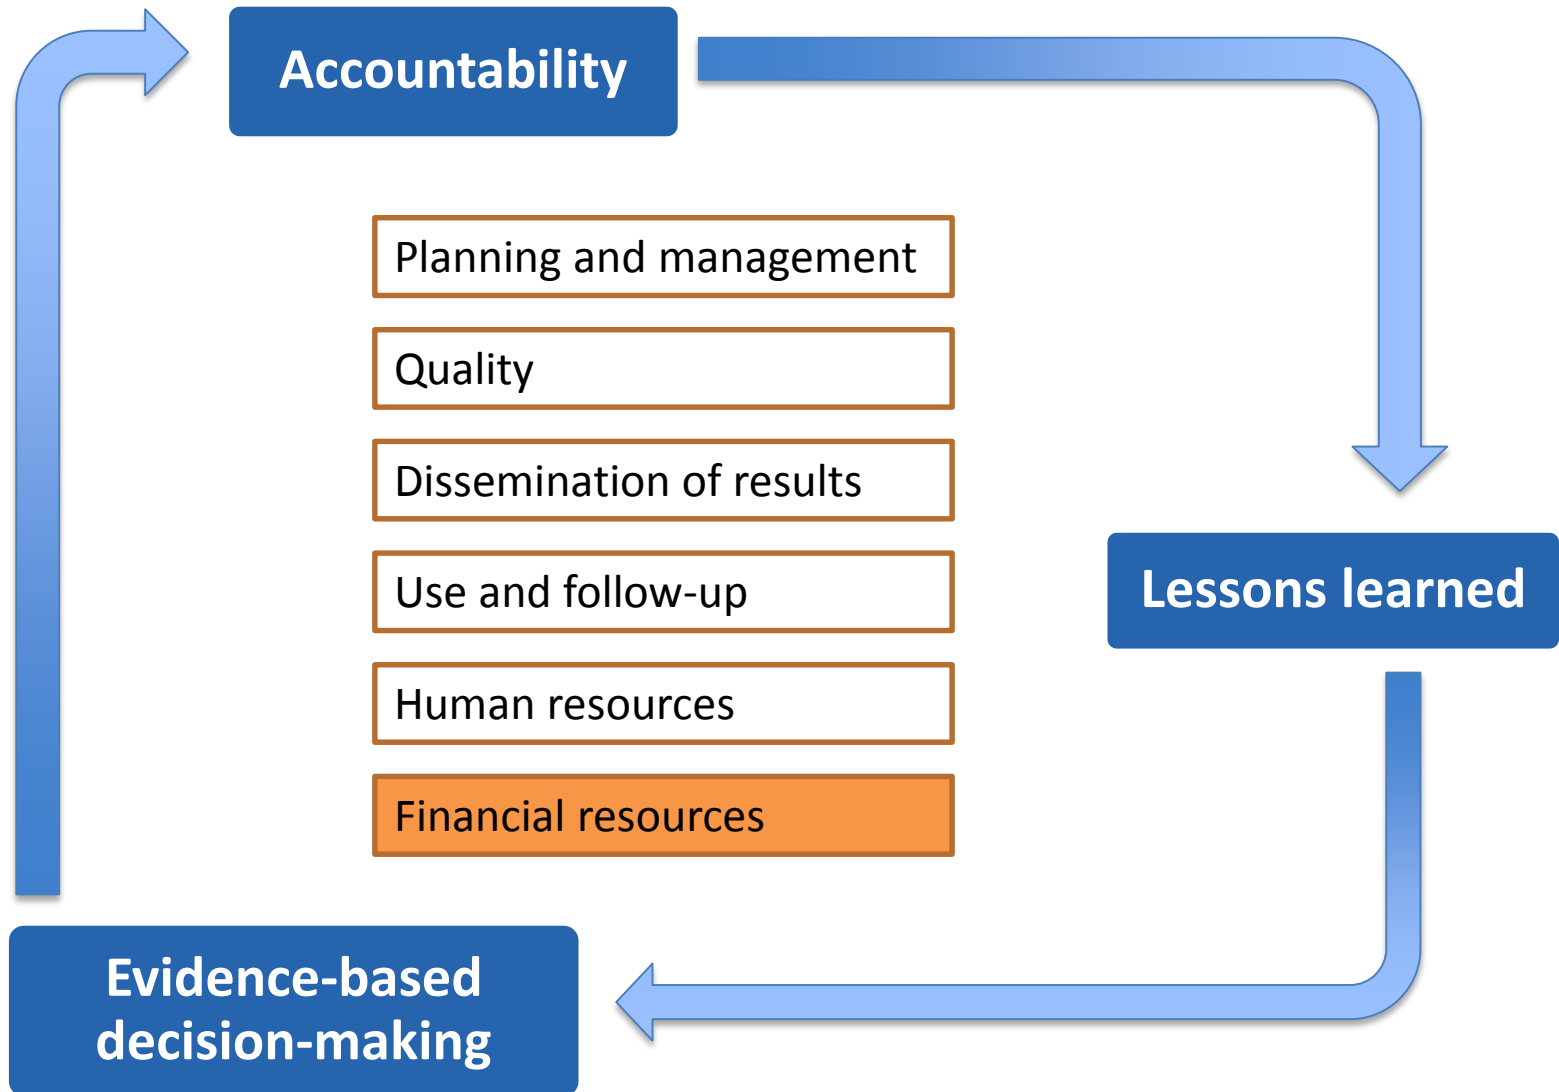 Accountability
Planning and management
Quality
Dissemination of results
Use and follow-up
Human resources
Financial resources
Lessons learned
Evidence-based
decision-making